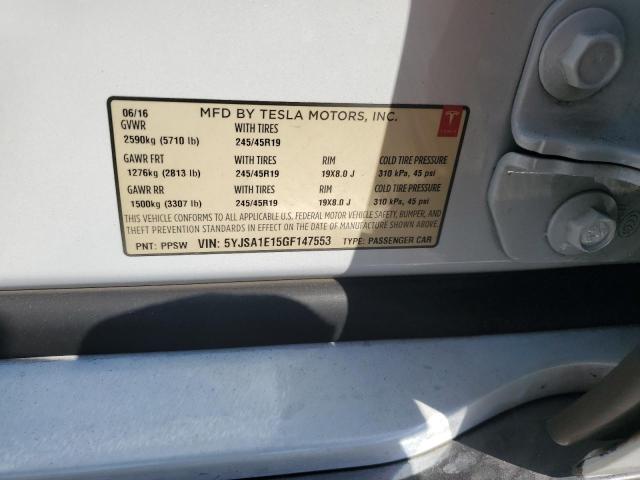 06/16 MFD BY TESLA MOTORS, INC.
GVWR WITH TIRES
2590kg (5710 lb) 245/45R19
GAWR FRT WITH TIRES RIM COLD TIRE PRESSURE
1276kg (2813 lb) 245/45R19 19X8.0 J 310 kPa, 45 psi
GAWR RR WITH TIRES RIM COLD TIRE PRESSURE
1500kg (3307 lb) 245/45R19 19X8.0 J 310 kPa, 45 psi
THIS VEHICLE CONFORMS TO ALL APPLICABLE U.S. FEDERAL MOTOR VEHICLE SAFETY, BUMPER, AND
THEFT PREVENTION STANDARDS IN EFFECT ON THE DATE OF MANUFACTURE SHOWN ABOVE.
PNT: PPSW VIN: 5YJSA1E15GF147553 TYPE: PASSENGER CAR